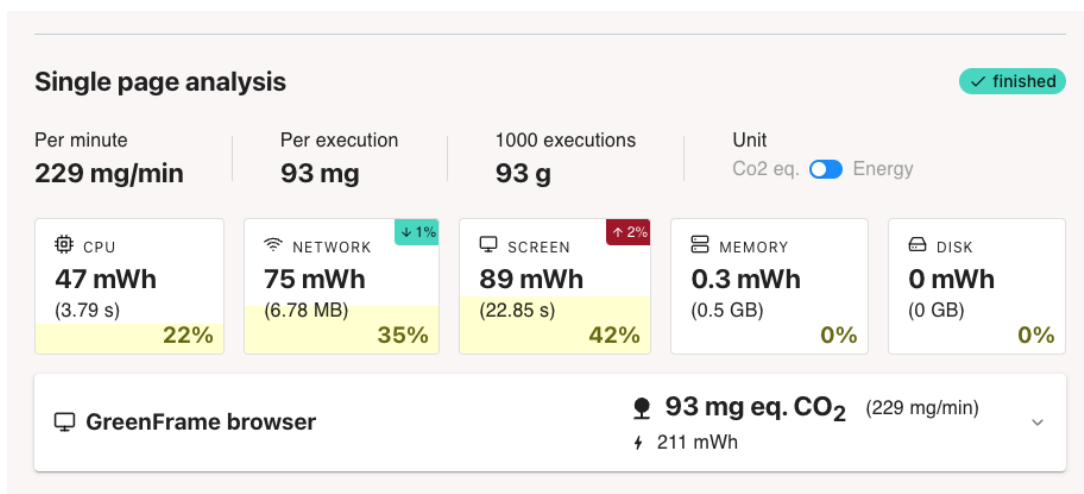 Single page analysis
finished
Per minute
229 mg/min
Per execution
93 mg
1000 executions
93 g
Unit
Co2 eq. Energy
CPU
47 mWh
(3.79 s)
22%
NETWORK
↓ 1%
75 mWh
(6.78 MB)
35%
SCREEN
↑ 2%
89 mWh
(22.85 s)
42%
MEMORY
0.3 mWh
(0.5 GB)
0%
DISK
0 mWh
(0 GB)
0%
GreenFrame browser
93 mg eq. CO₂ (229 mg/min)
211 mWh